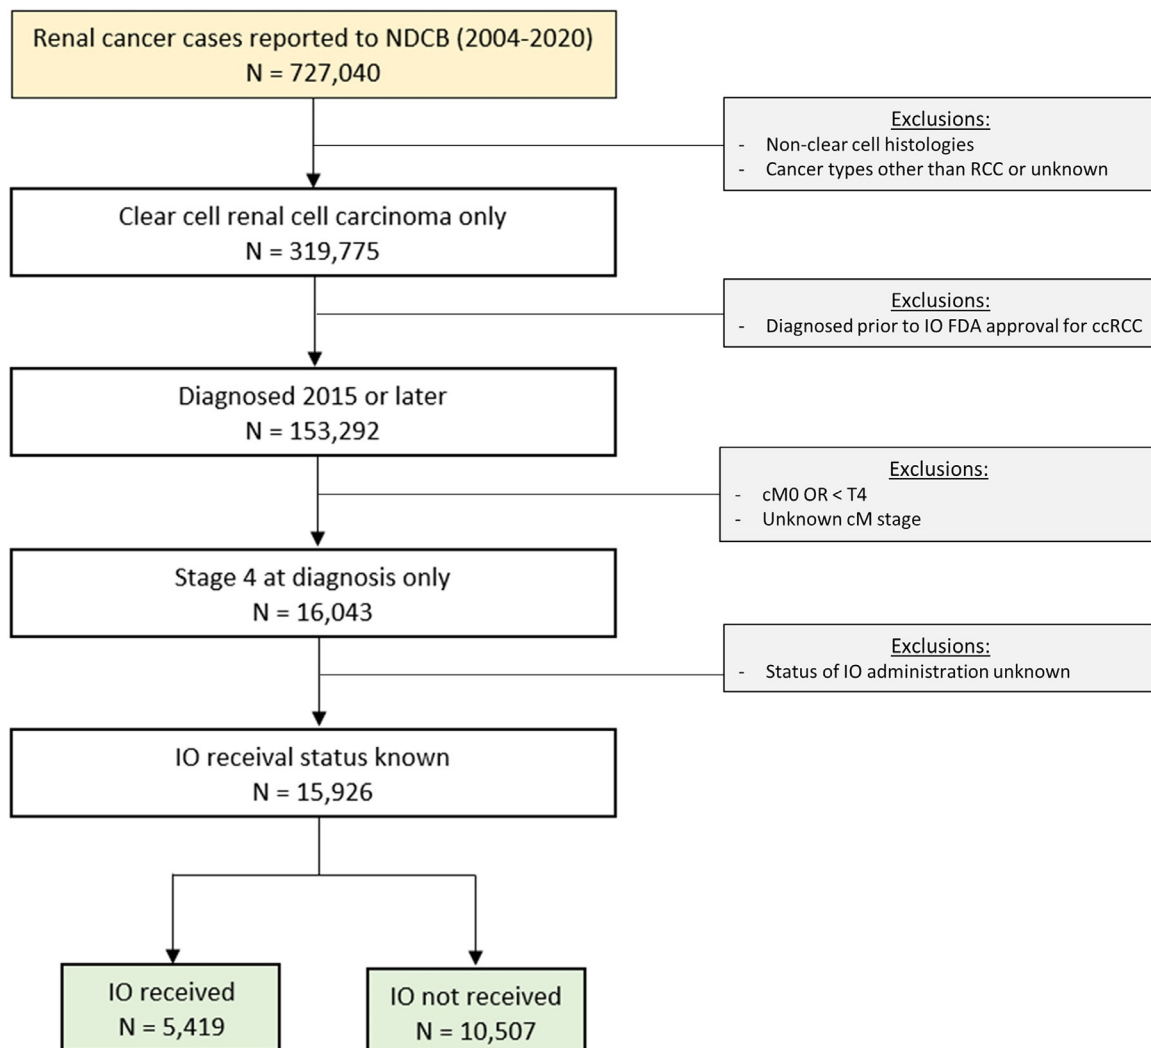 Renal cancer cases reported to NDCB (2004-2020)
N = 727,040
Exclusions:
- Non-clear cell histologies
- Cancer types other than RCC or unknown
Clear cell renal cell carcinoma only
N = 319,775
Exclusions:
- Diagnosed prior to IO FDA approval for ccRCC
Diagnosed 2015 or later
N = 153,292
Exclusions:
- cM0 OR < T4
- Unknown cM stage
Stage 4 at diagnosis only
N = 16,043
Exclusions:
- Status of IO administration unknown
IO receival status known
N = 15,926
IO received
N = 5,419
IO not received
N = 10,507